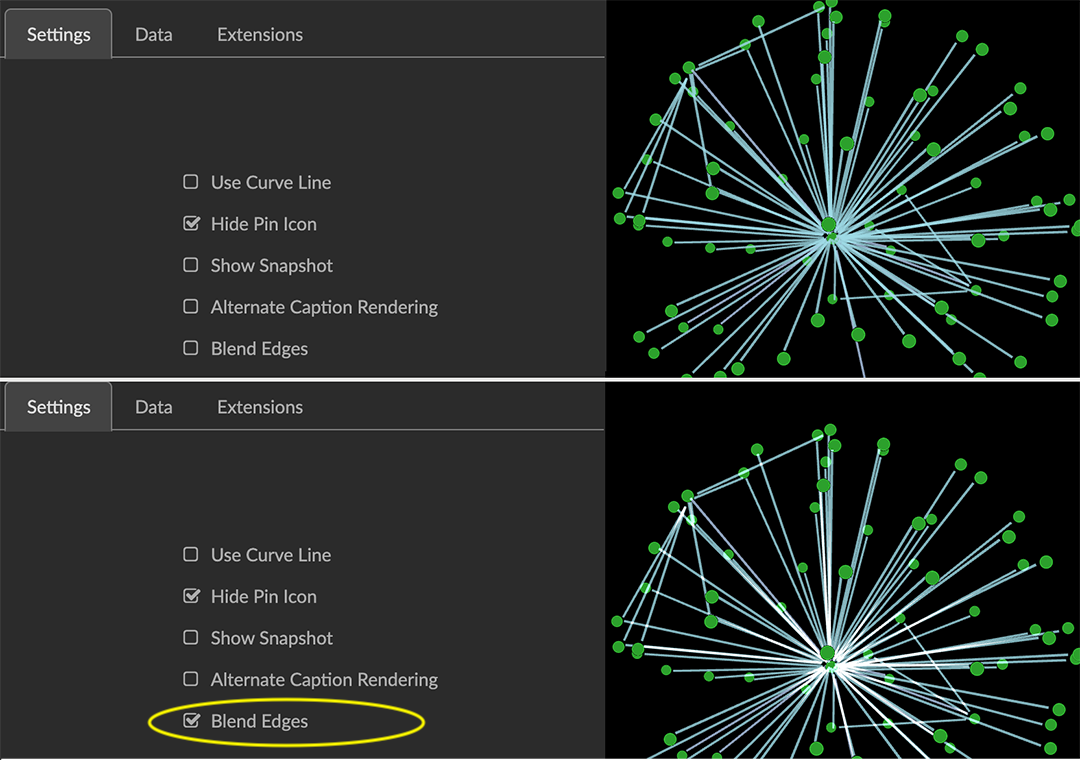 Settings Data Extensions
Use Curve Line
Hide Pin Icon
Show Snapshot
Alternate Caption Rendering
Blend Edges
Settings Data Extensions
Use Curve Line
Hide Pin Icon
Show Snapshot
Alternate Caption Rendering
Blend Edges